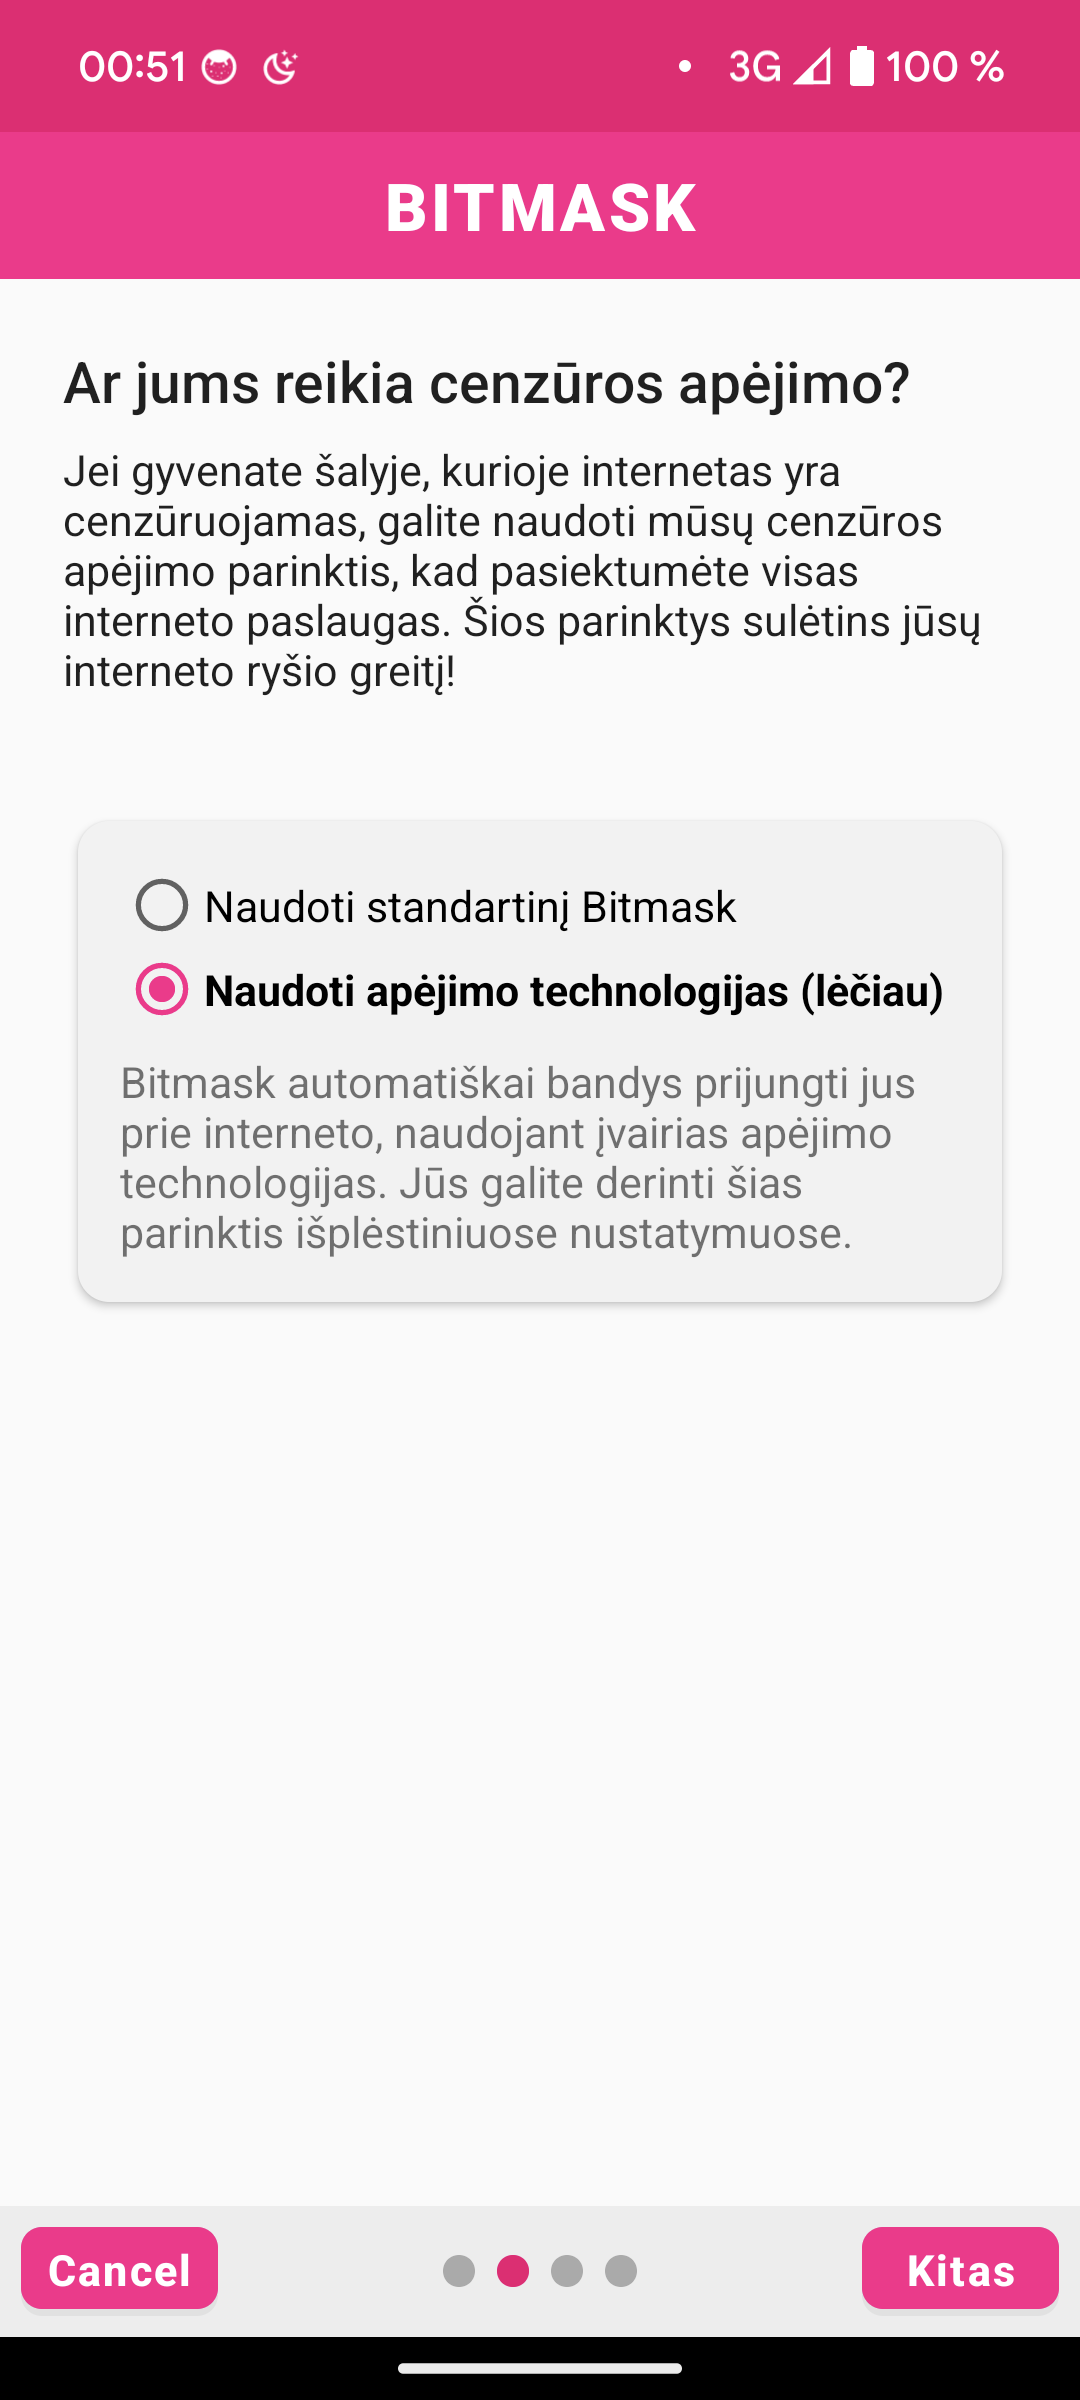 00:51
3G
100 %
BITMASK
Ar jums reikia cenzūros apėjimo?
Jei gyvenate šalyje, kurioje internetas yra
cenzūruojamas, galite naudoti mūsų cenzūros
apėjimo parinktis, kad pasiektumėte visas
interneto paslaugas. Šios parinktys sulėtins jūsų
interneto ryšio greitį!
Naudoti standartinį Bitmask
Naudoti apėjimo technologijas (lėčiau)
Bitmask automatiškai bandys prijungti jus
prie interneto, naudojant įvairias apėjimo
technologijas. Jūs galite derinti šias
parinktis išplėstiniuose nustatymuose.
Cancel
Kitas